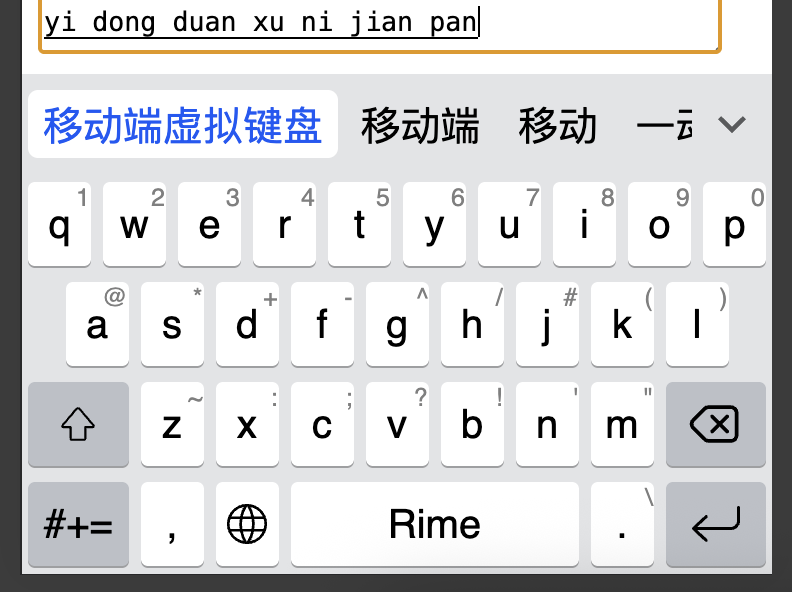 yi dong duan xu ni jian pan
移动端虚拟键盘 移动端 移动 一
1 2 3 4 5 6 7 8 9 0
q w e r t y u i o p
@ * + - ^ / # ( )
a s d f g h j k l
~ : ; ? ! ' "
z x c v b n m
\
#+= , Rime .